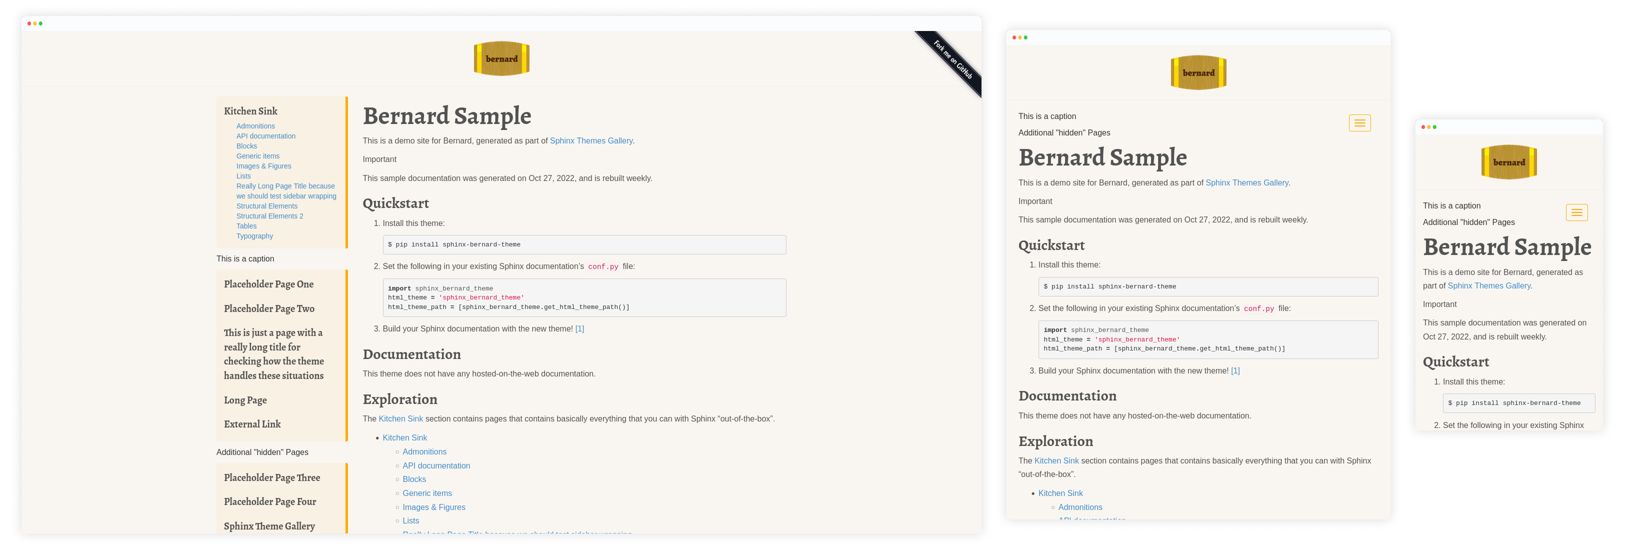 bernard
Fork me on GitHub
Kitchen Sink
Admonitions
API documentation
Blocks
Generic items
Images & Figures
Lists
Really Long Page Title because
we should test sidebar wrapping
Structural Elements
Structural Elements 2
Tables
Typography
This is a caption
Placeholder Page One
Placeholder Page Two
This is just a page with a
really long title for
checking how the theme
handles these situations
Long Page
External Link
Additional "hidden" Pages
Placeholder Page Three
Placeholder Page Four
Sphinx Theme Gallery
Bernard Sample
This is a demo site for Bernard, generated as part of Sphinx Themes Gallery.
Important
This sample documentation was generated on Oct 27, 2022, and is rebuilt weekly.
Quickstart
1. Install this theme:
$ pip install sphinx-bernard-theme
2. Set the following in your existing Sphinx documentation's conf.py file:
import sphinx_bernard_theme
html_theme = 'sphinx_bernard_theme'
html_theme_path = [sphinx_bernard_theme.get_html_theme_path()]
3. Build your Sphinx documentation with the new theme! [1]
Documentation
This theme does not have any hosted-on-the-web documentation.
Exploration
The Kitchen Sink section contains pages that contains basically everything that you can with Sphinx “out-of-the-box”.
• Kitchen Sink
◦ Admonitions
◦ API documentation
◦ Blocks
◦ Generic items
◦ Images & Figures
◦ Lists
◦ Really Long Page Title because we should test sidebar wrapping
bernard
This is a caption
Additional "hidden" Pages
Bernard Sample
This is a demo site for Bernard, generated as part of Sphinx Themes Gallery.
Important
This sample documentation was generated on Oct 27, 2022, and is rebuilt weekly.
Quickstart
1. Install this theme:
$ pip install sphinx-bernard-theme
2. Set the following in your existing Sphinx documentation's conf.py file:
import sphinx_bernard_theme
html_theme = 'sphinx_bernard_theme'
html_theme_path = [sphinx_bernard_theme.get_html_theme_path()]
3. Build your Sphinx documentation with the new theme! [1]
Documentation
This theme does not have any hosted-on-the-web documentation.
Exploration
The Kitchen Sink section contains pages that contains basically everything that you can with Sphinx
“out-of-the-box”.
• Kitchen Sink
◦ Admonitions
◦ API documentation
bernard
This is a caption
Additional "hidden" Pages
Bernard Sample
This is a demo site for Bernard, generated as
part of Sphinx Themes Gallery.
Important
This sample documentation was generated on
Oct 27, 2022, and is rebuilt weekly.
Quickstart
1. Install this theme:
$ pip install sphinx-bernard-theme
2. Set the following in your existing Sphinx